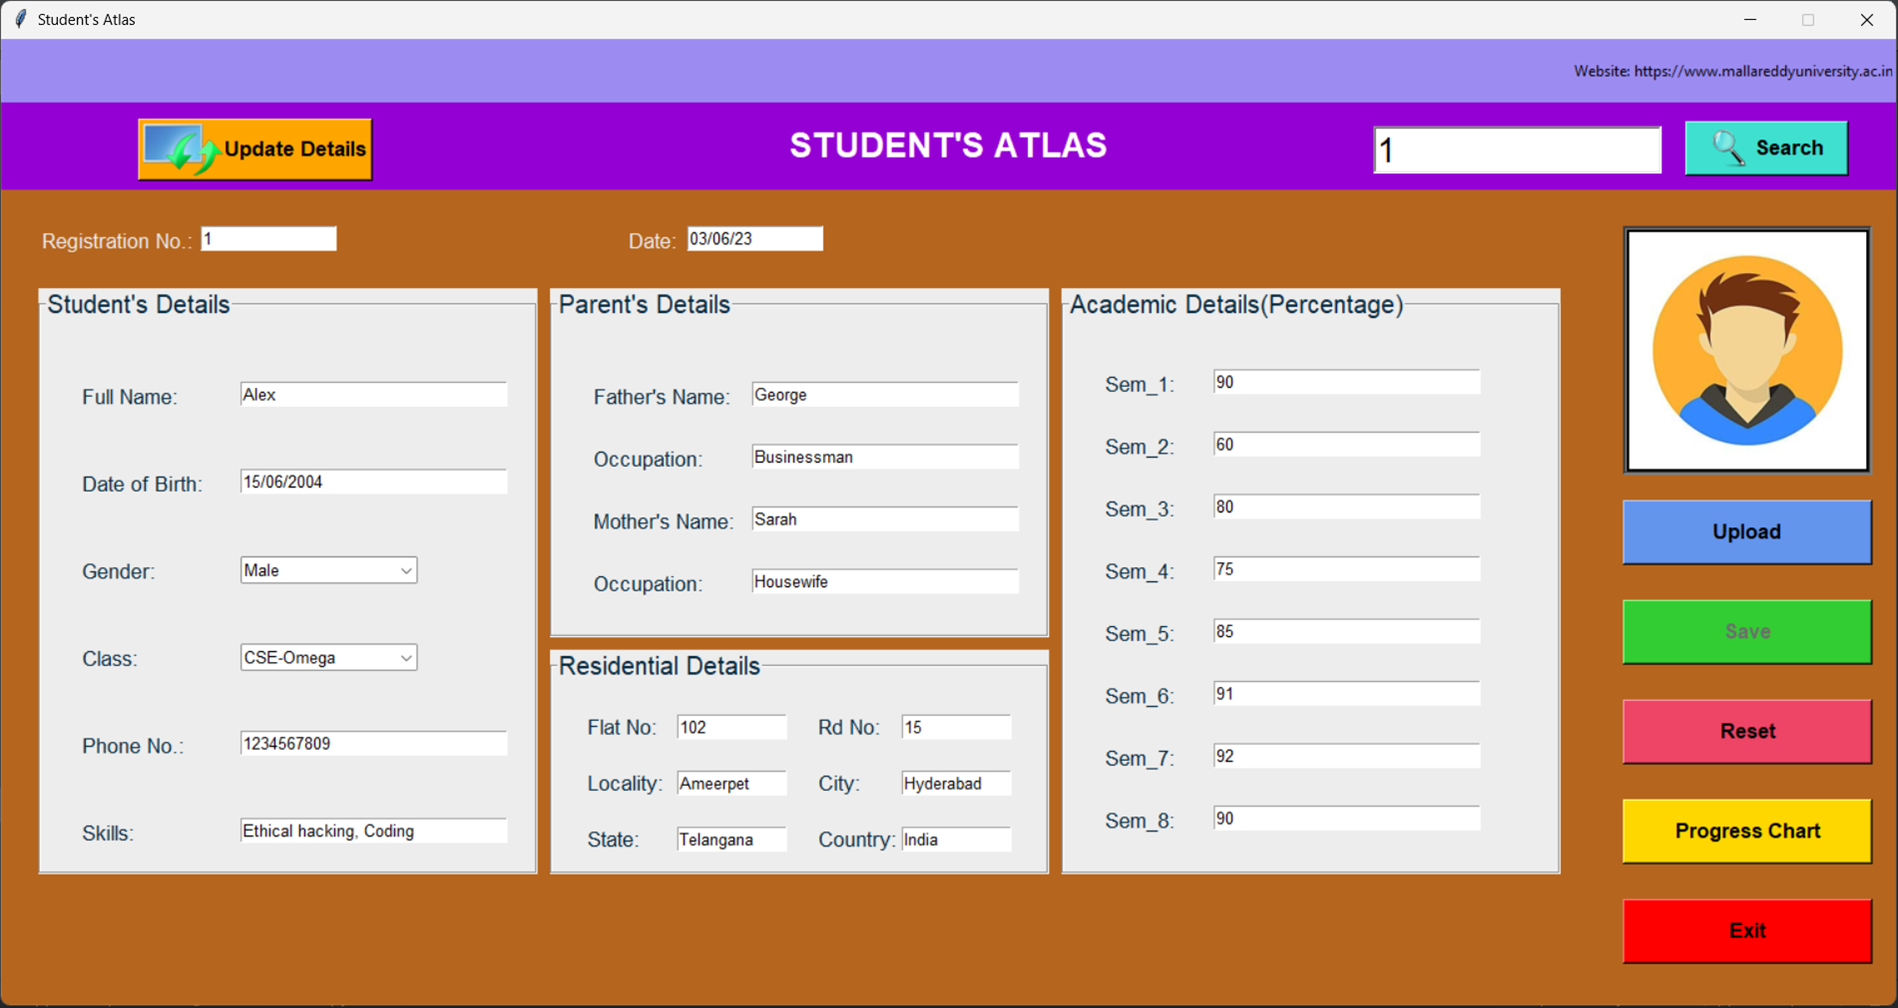 Student's Atlas
Website: https://www.mallareddyuniversity.ac.in
Update Details
STUDENT'S ATLAS
1
Search
Registration No.: 1
Date: 03/06/23
Student's Details
Full Name: Alex
Date of Birth: 15/06/2004
Gender: Male
Class: CSE-Omega
Phone No.: 1234567809
Skills: Ethical hacking, Coding
Parent's Details
Father's Name: George
Occupation: Businessman
Mother's Name: Sarah
Occupation: Housewife
Residential Details
Flat No: 102 Rd No: 15
Locality: Ameerpet City: Hyderabad
State: Telangana Country: India
Academic Details(Percentage)
Sem_1: 90
Sem_2: 60
Sem_3: 80
Sem_4: 75
Sem_5: 85
Sem_6: 91
Sem_7: 92
Sem_8: 90
Upload
Save
Reset
Progress Chart
Exit